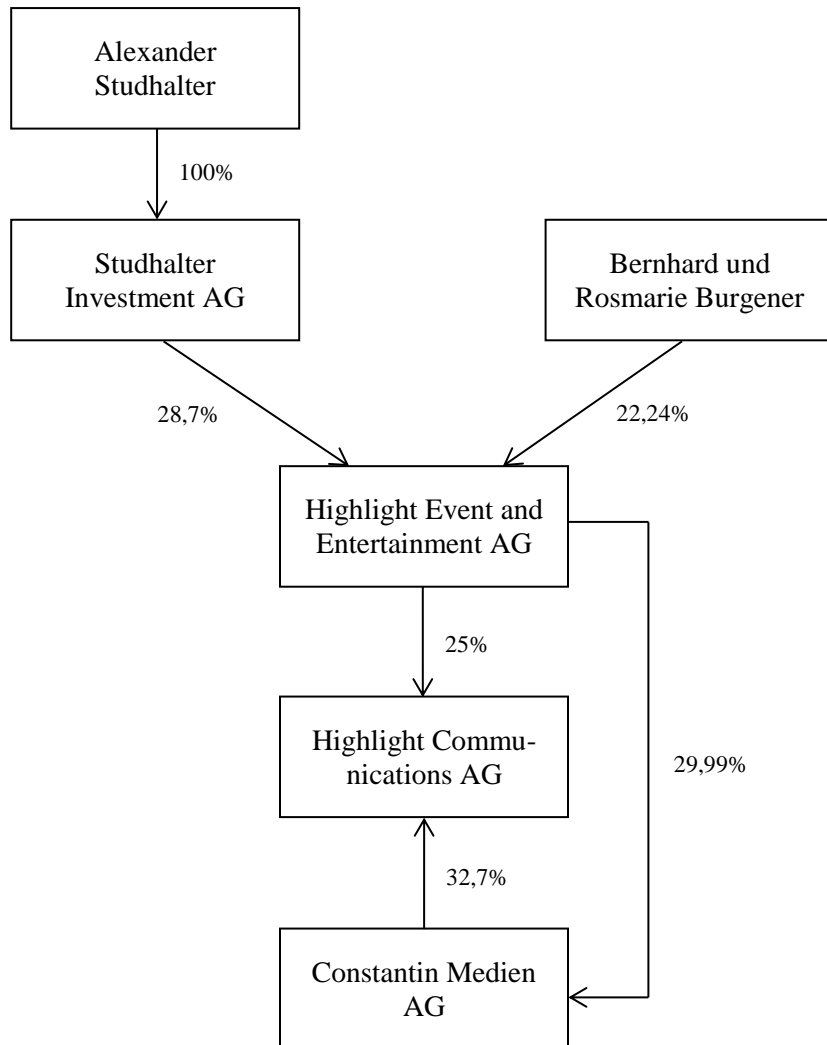 Alexander
Studhalter
100%
Studhalter
Investment AG
Bernhard und
Rosmarie Burgener
28,7%
22,24%
Highlight Event and
Entertainment AG
25%
Highlight Commu-
nications AG
29,99%
32,7%
Constantin Medien
AG